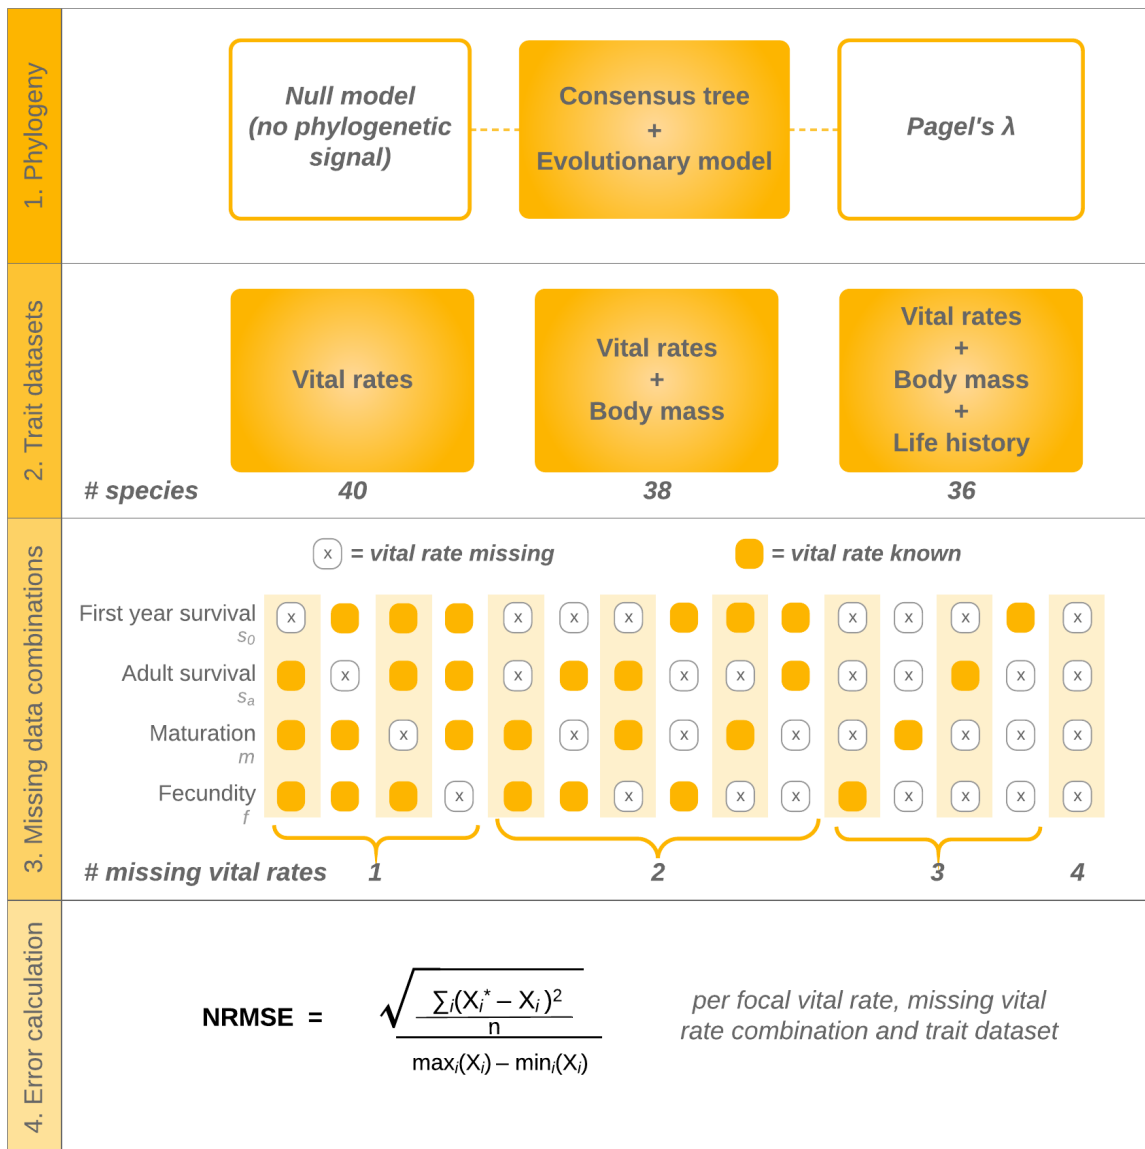 1. Phylogeny
Null model
(no phylogenetic
signal)
Consensus tree
+
Evolutionary model
Pagel's λ
2. Trait datasets
Vital rates
Vital rates
+
Body mass
Vital rates
+
Body mass
+
Life history
# species
40
38
36
3. Missing data combinations
x = vital rate missing
= vital rate known
First year survival x x x x x x x x
s0
Adult survival x x x x x x x x
sa
Maturation x x x x x x x x
m
Fecundity x x x x x x x x
f
# missing vital rates 1 2 3 4
4. Error calculation
NRMSE =
√
∑i(Xi* – Xi )2
n
maxi(Xi) – mini(Xi)
per focal vital rate, missing vital
rate combination and trait dataset